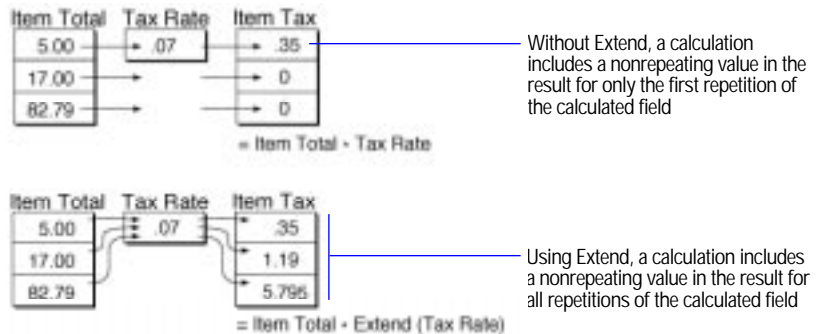 Item Total Tax Rate Item Tax
5.00 .07 .35
17.00 0
82.79 0
= Item Total * Tax Rate
Without Extend, a calculation
includes a nonrepeating value in the
result for only the first repetition of
the calculated field
Item Total Tax Rate Item Tax
5.00 .07 .35
17.00 1.19
82.79 5.795
= Item Total * Extend (Tax Rate)
Using Extend, a calculation includes
a nonrepeating value in the result for
all repetitions of the calculated field